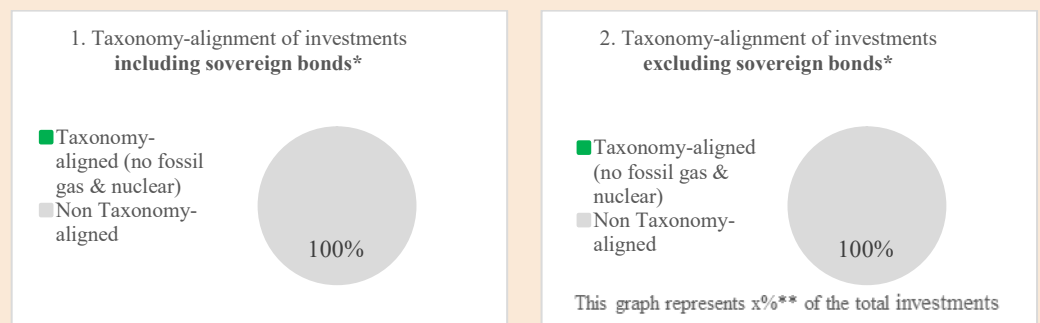 1. Taxonomy-alignment of investments
including sovereign bonds*
Taxonomy-
aligned (no fossil
gas & nuclear)
Non Taxonomy-
aligned
100%
2. Taxonomy-alignment of investments
excluding sovereign bonds*
Taxonomy-aligned
(no fossil gas &
nuclear)
Non Taxonomy-
aligned
100%
This graph represents x%** of the total investments